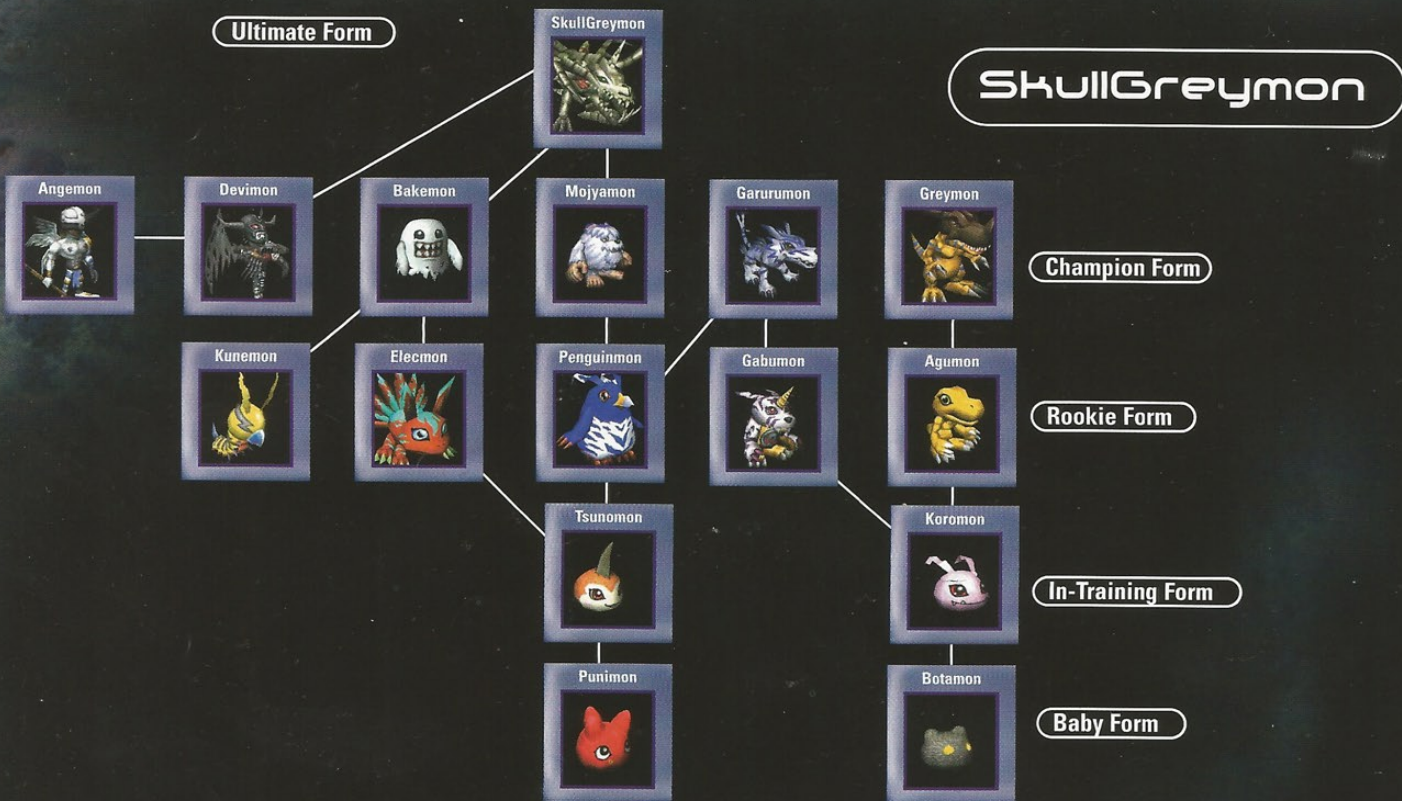 Ultimate Form
SkullGreymon
SkullGreymon
Angemon
Devimon
Bakemon
Mojyamon
Garurumon
Greymon
Champion Form
Kunemon
Elecmon
Penguinmon
Gabumon
Agumon
Rookie Form
Tsunomon
Koromon
In-Training Form
Punimon
Botamon
Baby Form